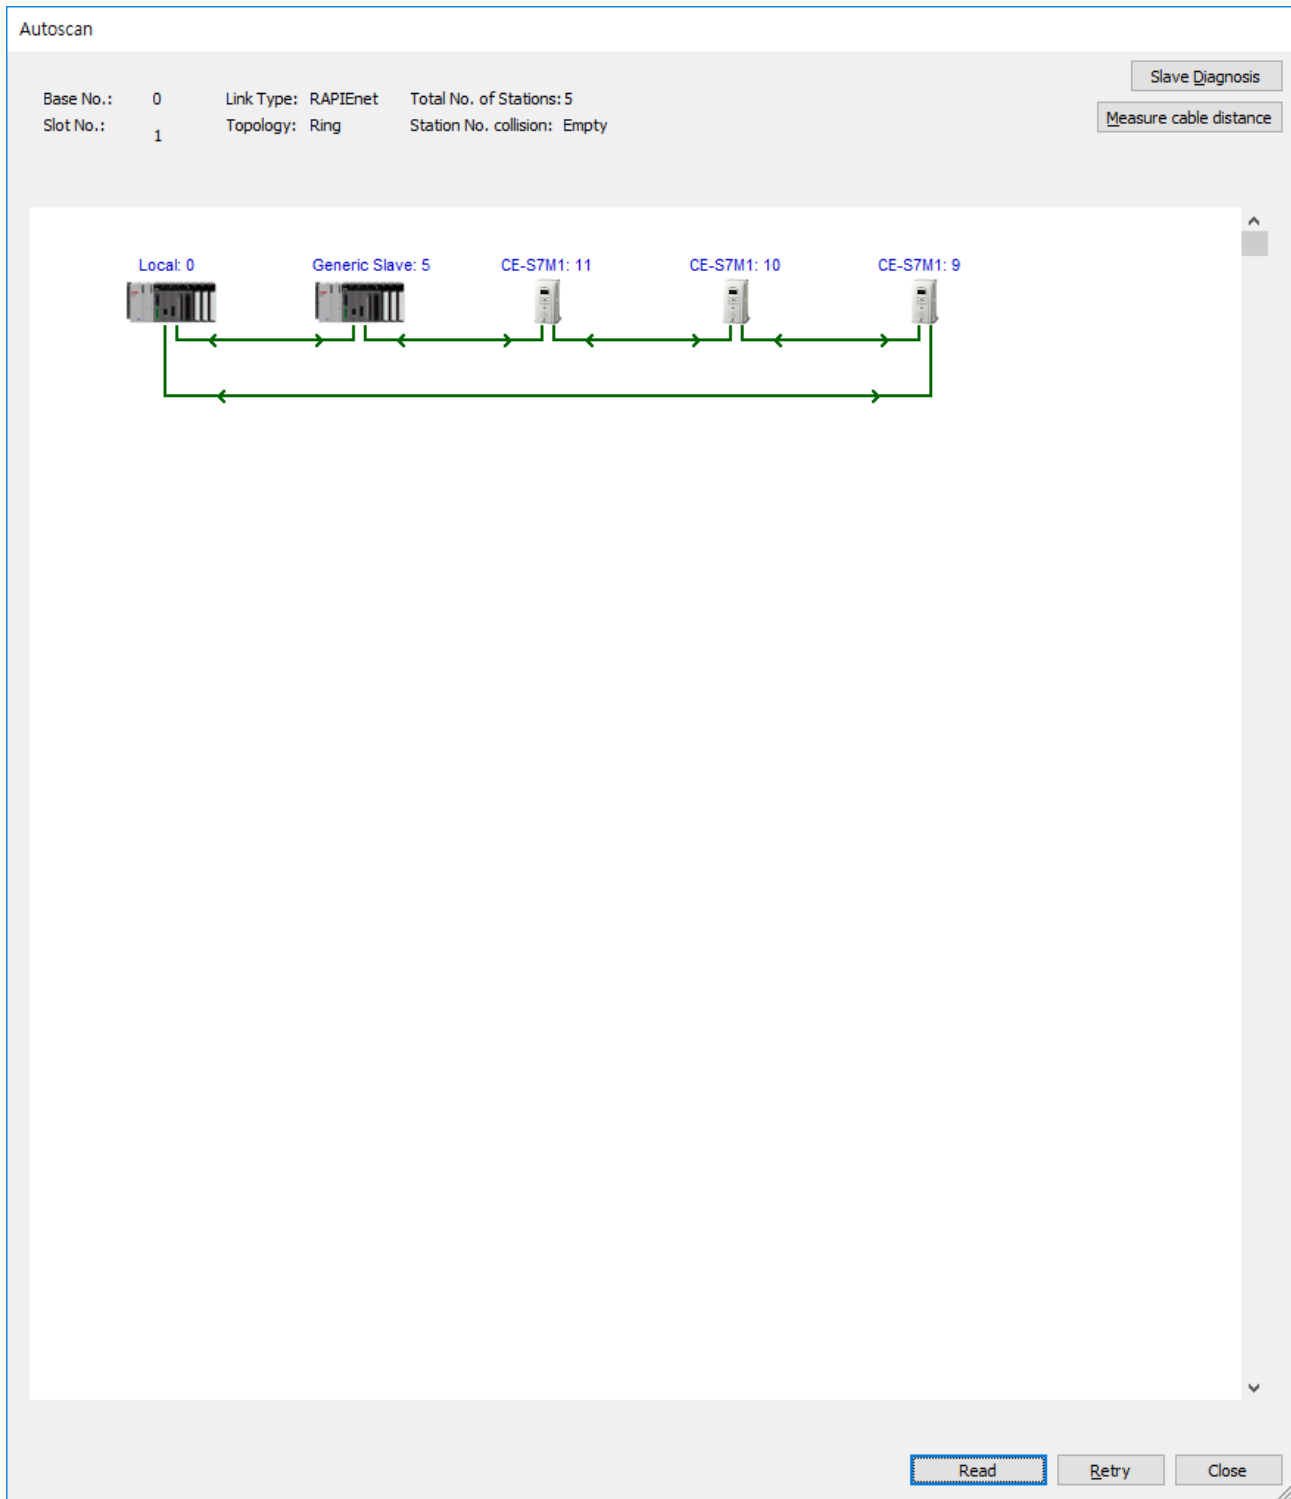 Autoscan
Slave Diagnosis
Base No.: 0 Link Type: RAPIEnet Total No. of Stations: 5
Measure cable distance
Slot No.: 1 Topology: Ring Station No. collision: Empty
Local: 0 Generic Slave: 5 CE-S7M1: 11 CE-S7M1: 10 CE-S7M1: 9
Read Retry Close